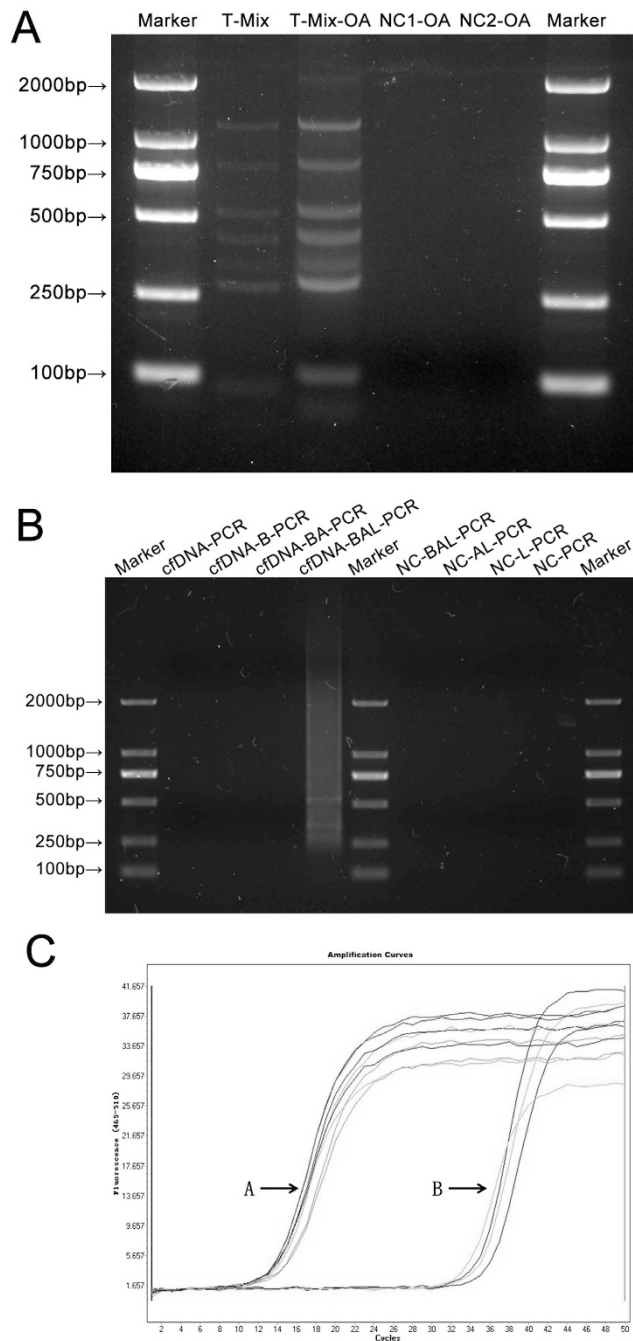 A
Marker T-Mix T-Mix-OA NC1-OA NC2-OA Marker
2000bp→
1000bp→
750bp→
500bp→
250bp→
100bp→
B
Marker cfDNA-PCR cfDNA-B-PCR cfDNA-BA-PCR cfDNA-BAL-PCR Marker NC-BAL-PCR NC-AL-PCR NC-L-PCR NC-PCR Marker
2000bp→
1000bp→
750bp→
500bp→
250bp→
100bp→
C
Amplification Curves
41.657
37.657
33.657
29.657
25.657
21.657
17.657
13.657
9.657
5.657
1.657
Fluorescence (465-510)
A → B →
2 4 6 8 10 12 14 16 18 20 22 24 26 28 30 32 34 36 38 40 42 44 46 48 50
Cycles